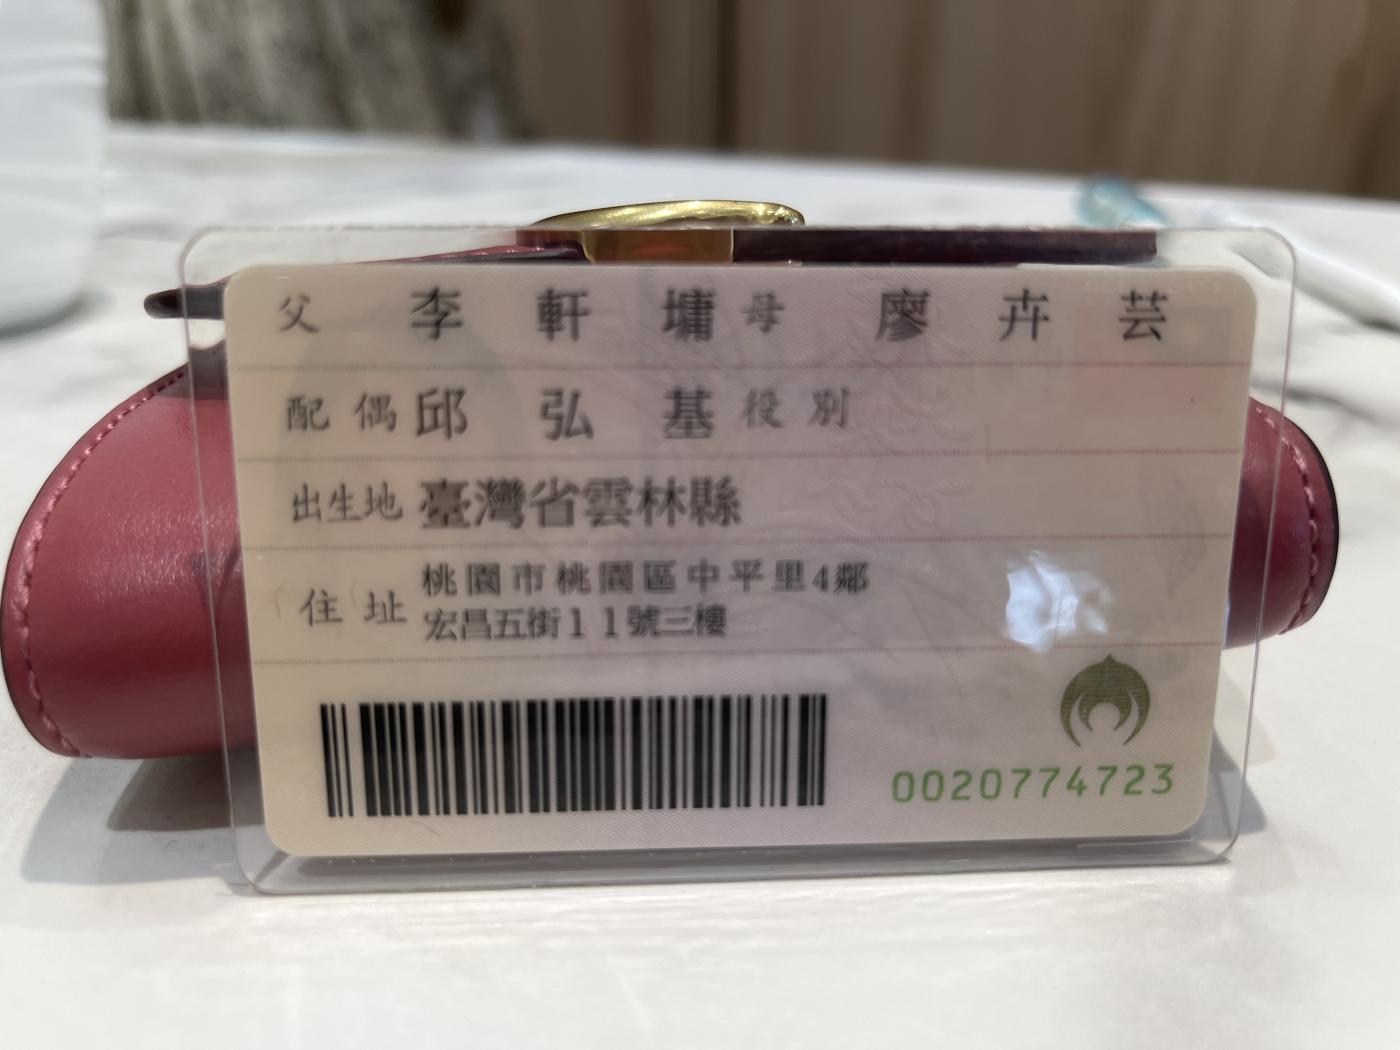 父 李軒墉 母 廖卉芸
配偶 邱弘基 役別
出生地 臺灣省雲林縣
住址 桃園市桃園區中平里4鄰
宏昌五街11號三樓
0020774723